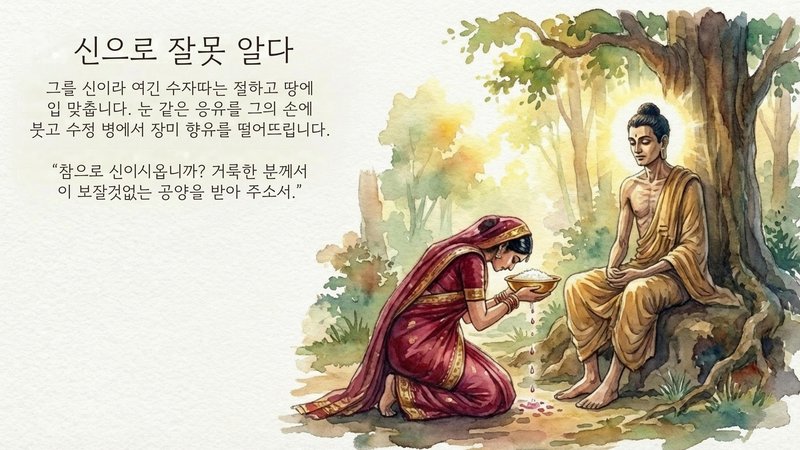 신으로 잘못 알다
그를 신이라 여긴 수자따는 절하고 땅에
입 맞춥니다. 눈 같은 응유를 그의 손에
붓고 수정 병에서 장미 향유를 떨어뜨립니다.
“참으로 신이시옵니까? 거룩한 분께서
이 보잘것없는 공양을 받아 주소서.”